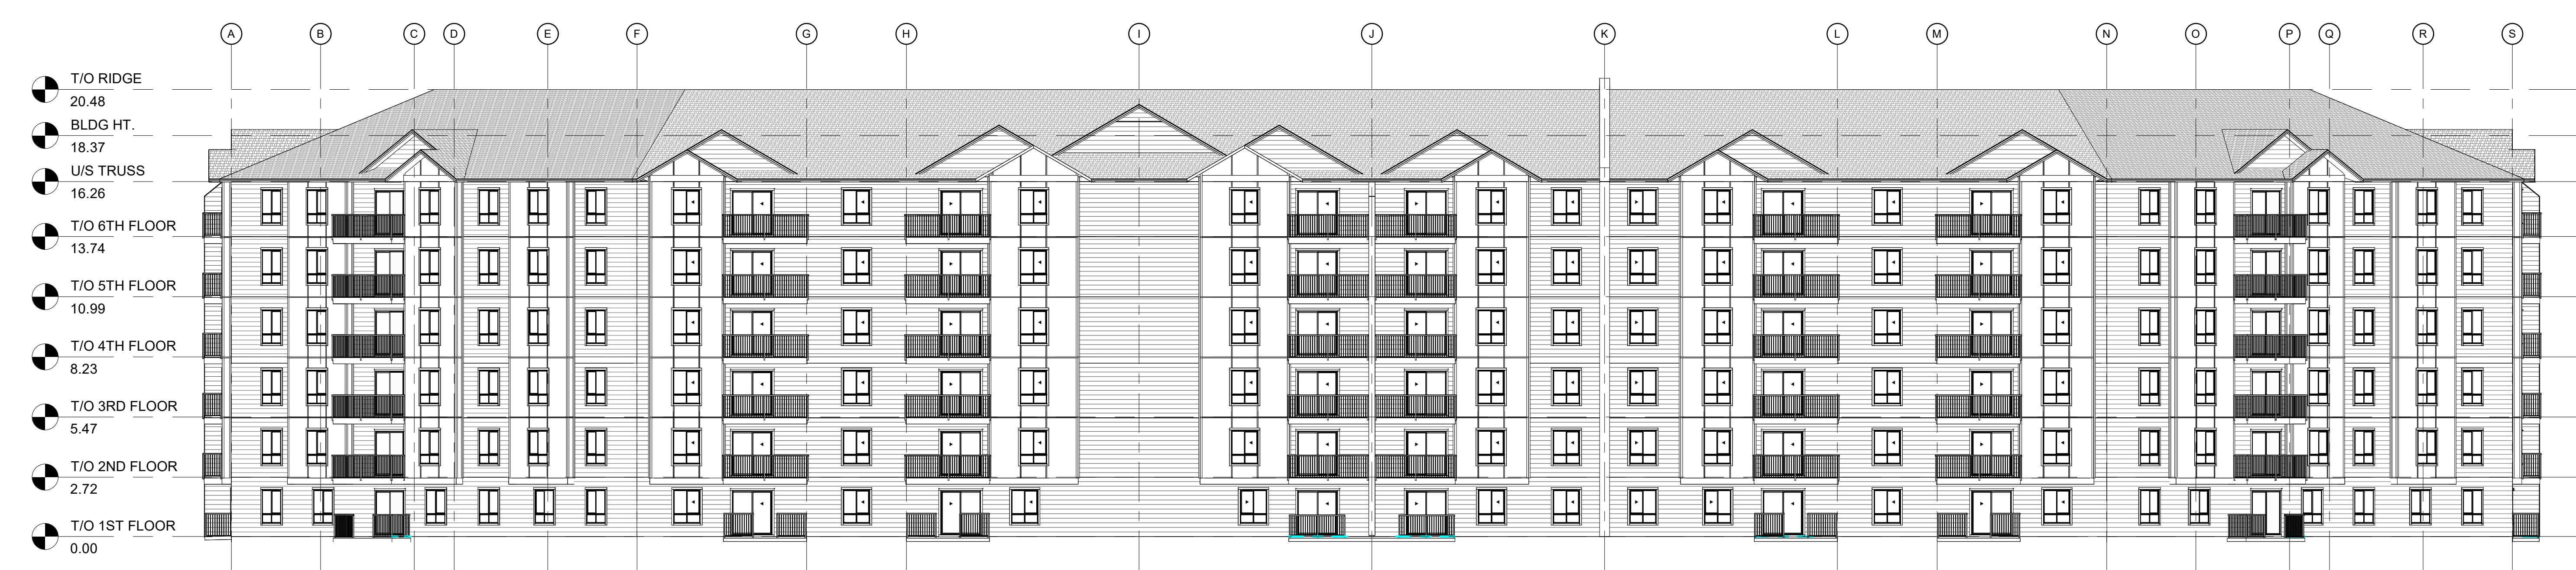 A B C D E F G H I J K L M N O P Q R S
T/O RIDGE
20.48
BLDG HT.
18.37
U/S TRUSS
16.26
T/O 6TH FLOOR
13.74
T/O 5TH FLOOR
10.99
T/O 4TH FLOOR
8.23
T/O 3RD FLOOR
5.47
T/O 2ND FLOOR
2.72
T/O 1ST FLOOR
0.00